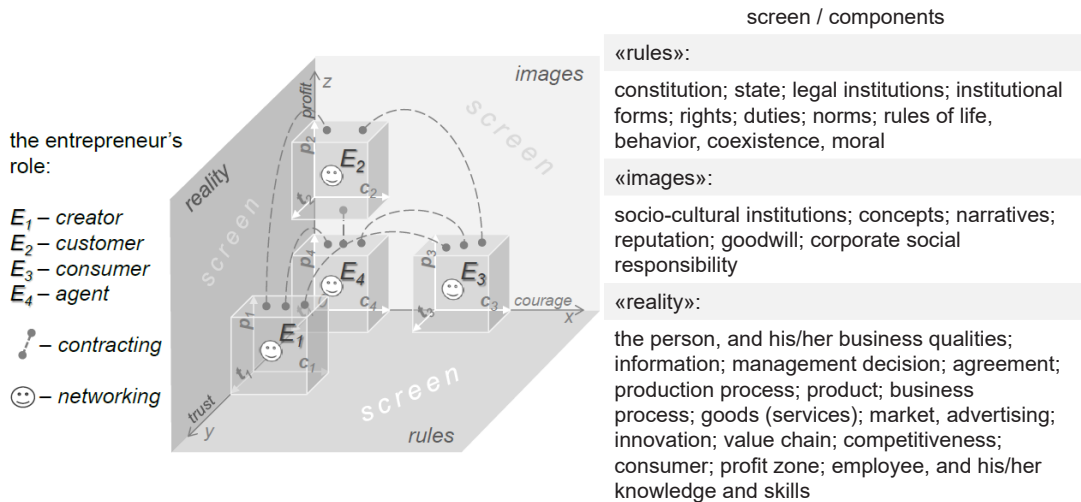 the entrepreneur's
role:
E1 – creator
E2 – customer
E3 – consumer
E4 – agent
– contracting
– networking
z
profit
images
screen
reality
screen
p2
E2
t2
c2
p4
E4
c4
p3
E3
t3
c3
courage
x
p1
E1
t1
c1
trust
y
screen
rules
screen / components
«rules»:
constitution; state; legal institutions; institutional
forms; rights; duties; norms; rules of life,
behavior, coexistence, moral
«images»:
socio-cultural institutions; concepts; narratives;
reputation; goodwill; corporate social
responsibility
«reality»:
the person, and his/her business qualities;
information; management decision; agreement;
production process; product; business
process; goods (services); market, advertising;
innovation; value chain; competitiveness;
consumer; profit zone; employee, and his/her
knowledge and skills